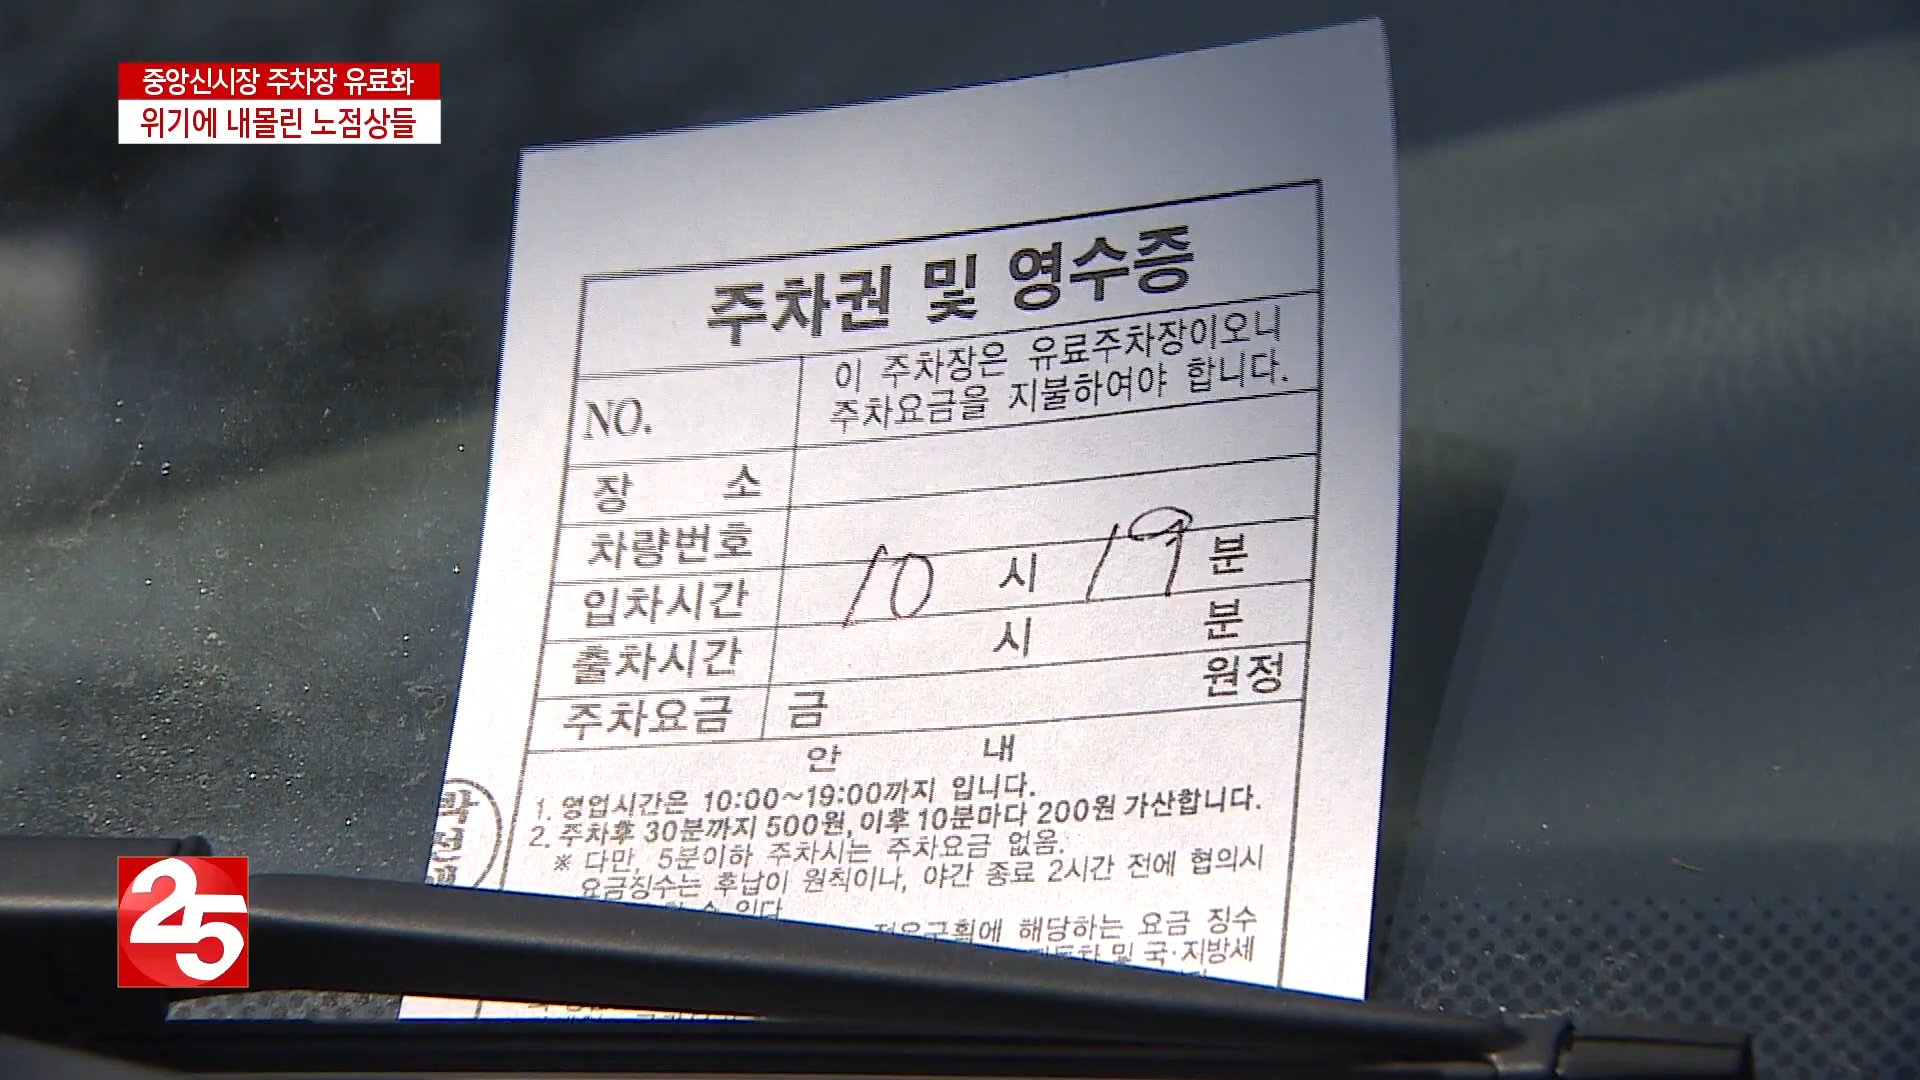 중앙신시장 주차장 유료화
위기에 내몰린 노점상들
주차권 및 영수증
NO.
이 주차장은 유료주차장이오니
주차요금을 지불하여야 합니다.
장 소
차량번호
입차시간 10 시 19 분
출차시간 시 분
주차요금 금 원정
안 내
1. 영업시간은 10:00~19:00까지 입니다.
2. 주차후 30분까지 500원, 이후 10분마다 200원 가산합니다.
※ 다만, 5분이하 주차시는 주차요금 없음.
요금징수는 후납이 원칙이나, 야간 종료 2시간 전에 협의시
할 수 있다
해당하는 요금 징수
및 국·지방세
25